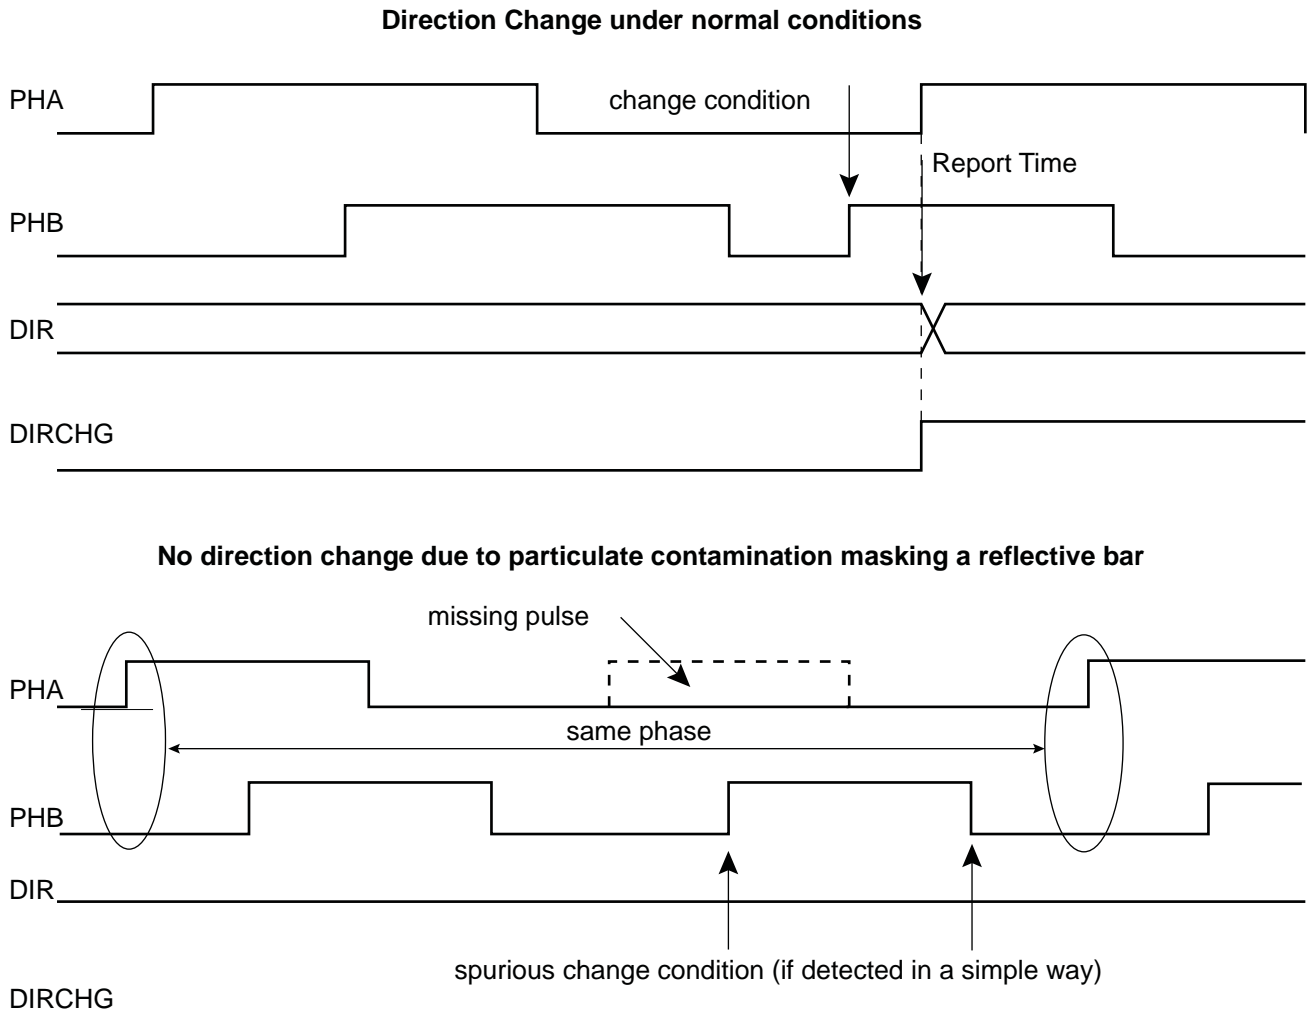 Direction Change under normal conditions
PHA
change condition
Report Time
PHB
DIR
DIRCHG
No direction change due to particulate contamination masking a reflective bar
missing pulse
PHA
same phase
PHB
DIR
spurious change condition (if detected in a simple way)
DIRCHG